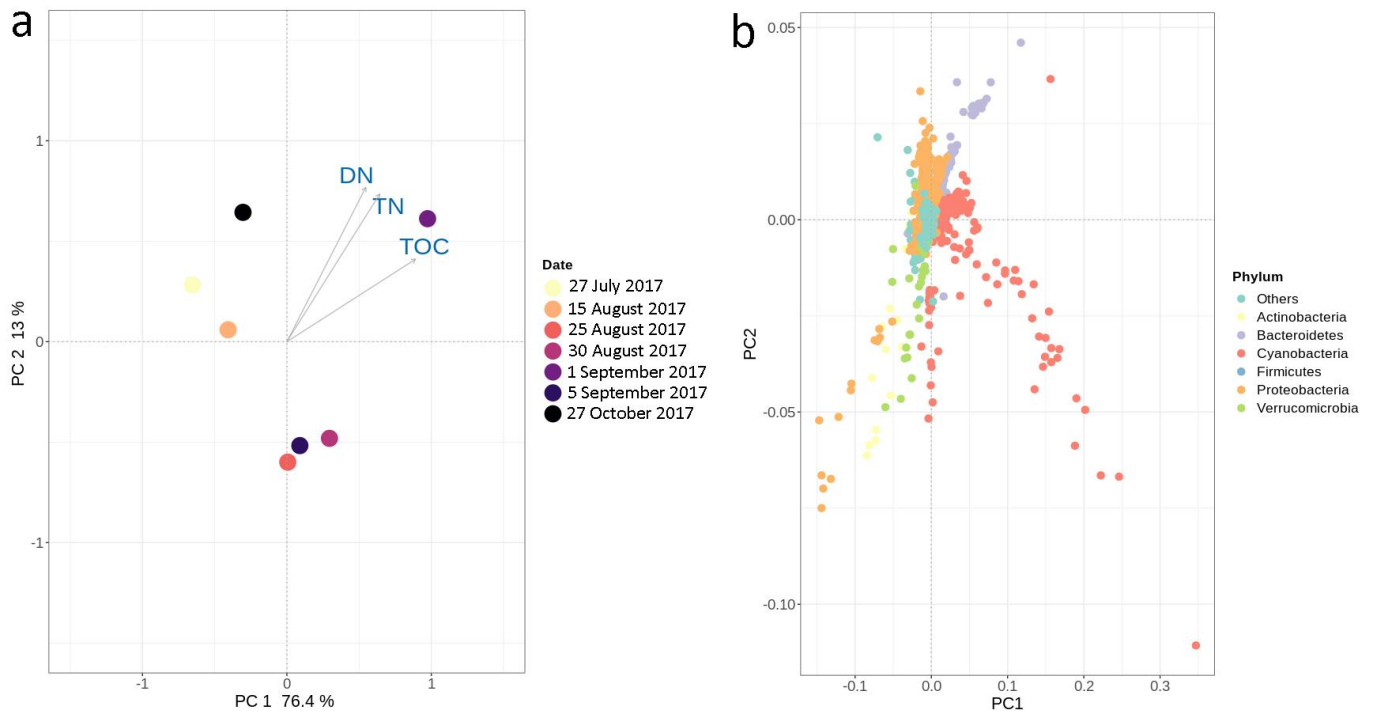 a
1
0
-1
-1
0
1
PC 2 13 %
PC 1 76.4 %
DN
TN
TOC
Date
27 July 2017
15 August 2017
25 August 2017
30 August 2017
1 September 2017
5 September 2017
27 October 2017
b
0.05
0.00
-0.05
-0.10
-0.1
0.0
0.1
0.2
0.3
PC2
PC1
Phylum
Others
Actinobacteria
Bacteroidetes
Cyanobacteria
Firmicutes
Proteobacteria
Verrucomicrobia